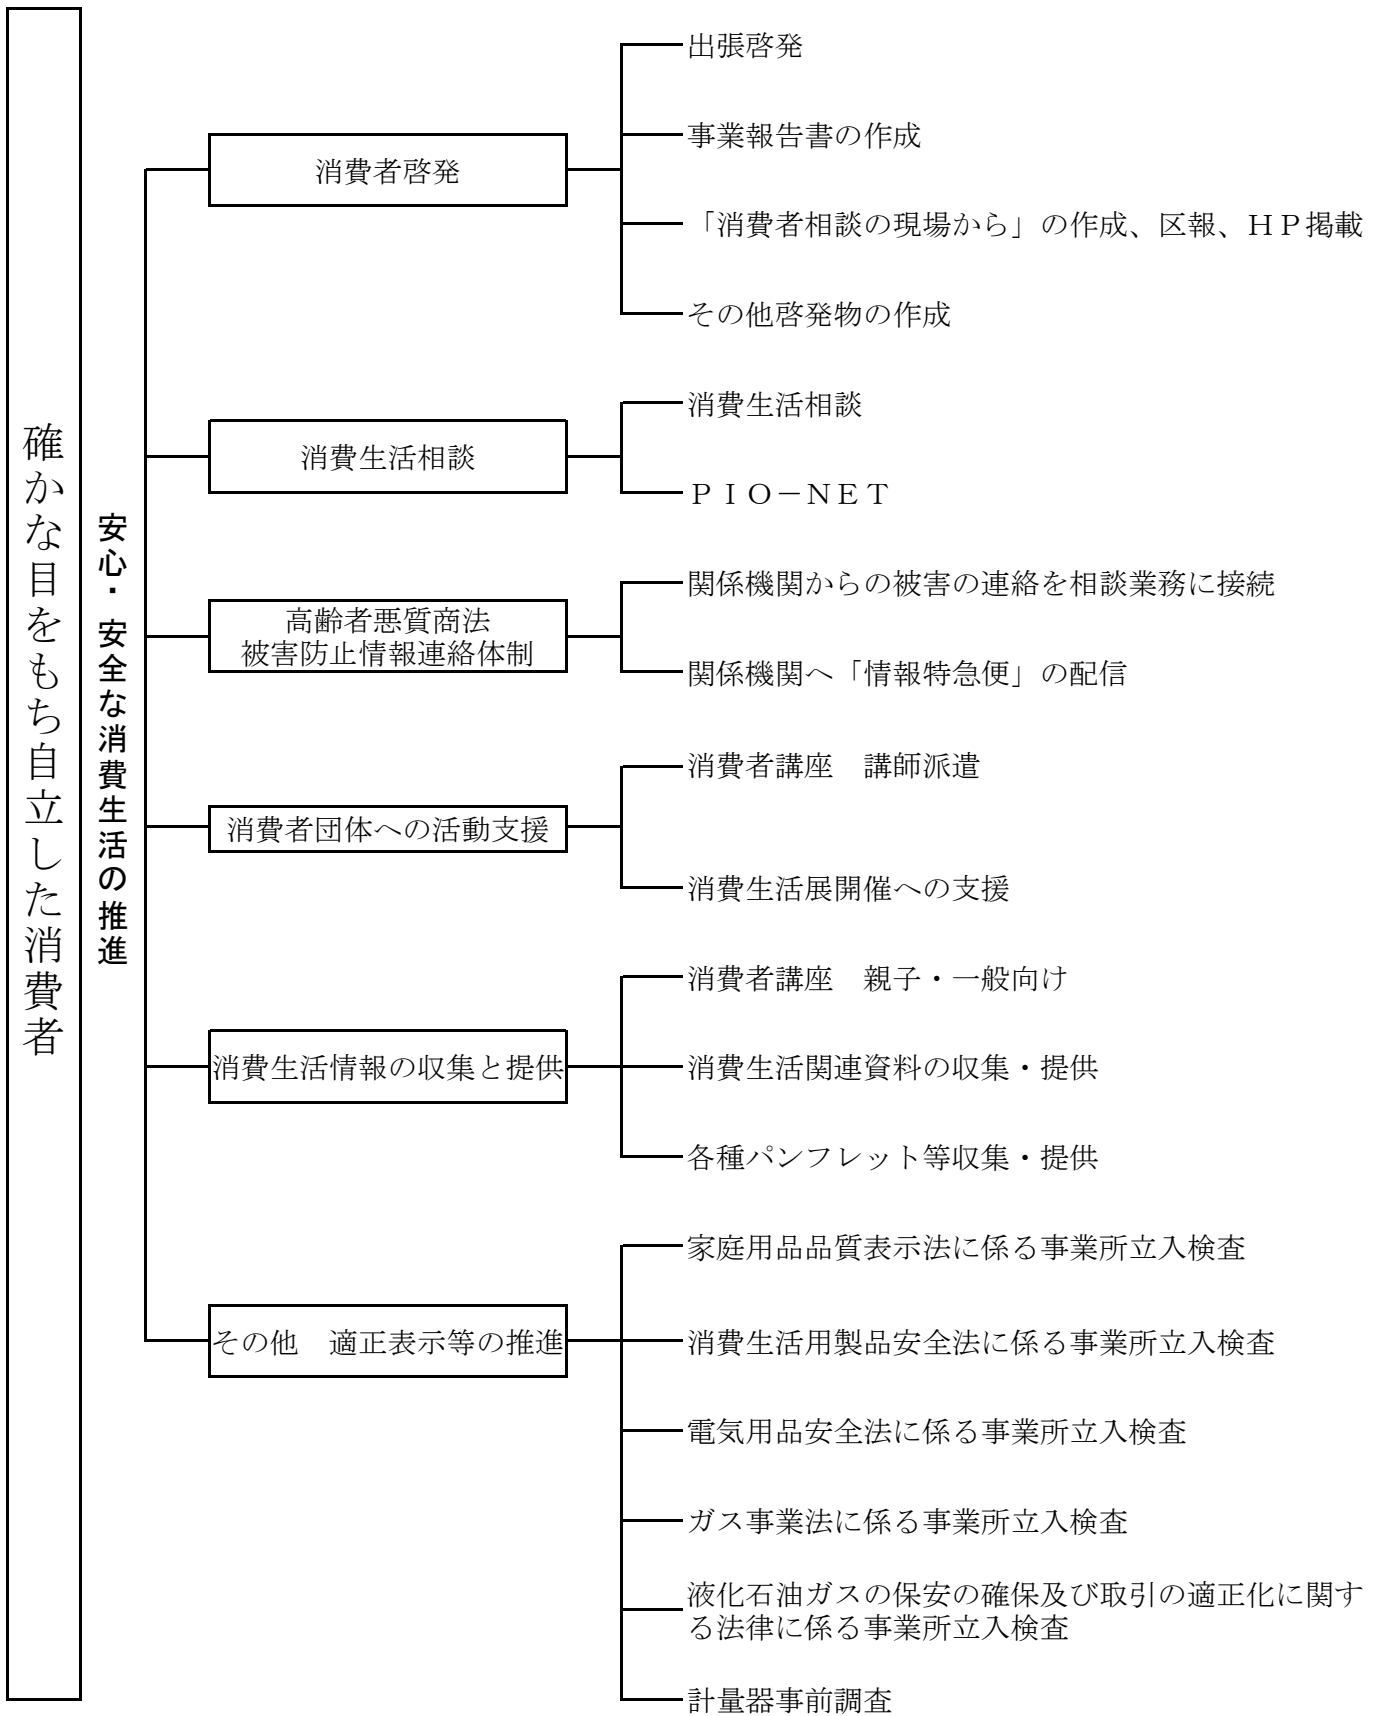 確かな目をもち自立した消費者
安心・安全な消費生活の推進
消費者啓発
出張啓発
事業報告書の作成
「消費者相談の現場から」の作成、区報、ＨＰ掲載
その他啓発物の作成
消費生活相談
消費生活相談
ＰＩＯ－ＮＥＴ
高齢者悪質商法
被害防止情報連絡体制
関係機関からの被害の連絡を相談業務に接続
関係機関へ「情報特急便」の配信
消費者団体への活動支援
消費者講座　講師派遣
消費生活展開催への支援
消費生活情報の収集と提供
消費者講座　親子・一般向け
消費生活関連資料の収集・提供
各種パンフレット等収集・提供
その他　適正表示等の推進
家庭用品品質表示法に係る事業所立入検査
消費生活用製品安全法に係る事業所立入検査
電気用品安全法に係る事業所立入検査
ガス事業法に係る事業所立入検査
液化石油ガスの保安の確保及び取引の適正化に関す
る法律に係る事業所立入検査
計量器事前調査